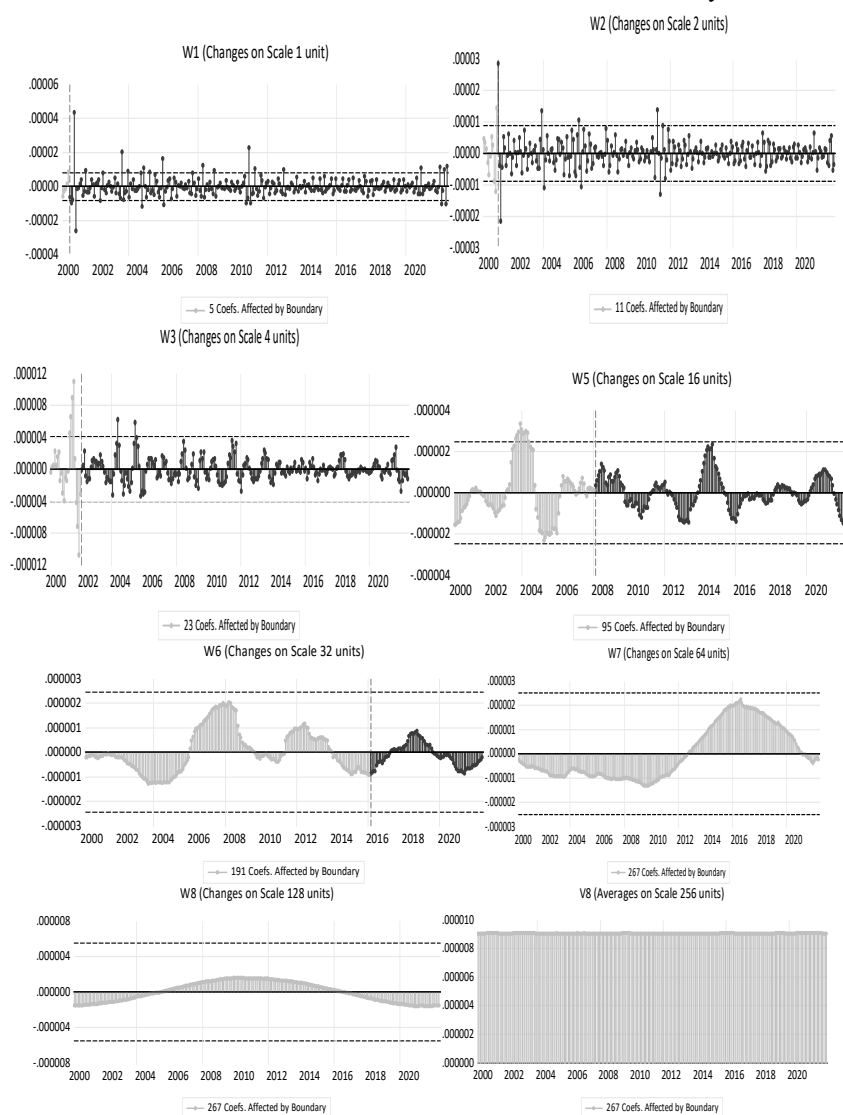 W1 (Changes on Scale 1 unit)
.00006
.00004
.00002
.00000
-.00002
-.00004
2000 2002 2004 2006 2008 2010 2012 2014 2016 2018 2020
5 Coefs. Affected by Boundary
W2 (Changes on Scale 2 units)
.00003
.00002
.00001
.00000
-.00001
-.00002
-.00003
2000 2002 2004 2006 2008 2010 2012 2014 2016 2018 2020
11 Coefs. Affected by Boundary
W3 (Changes on Scale 4 units)
.000012
.000008
.000004
.000000
-.000004
-.000008
-.000012
2000 2002 2004 2006 2008 2010 2012 2014 2016 2018 2020
23 Coefs. Affected by Boundary
W5 (Changes on Scale 16 units)
.000004
.000002
.000000
-.000002
-.000004
2000 2002 2004 2006 2008 2010 2012 2014 2016 2018 2020
95 Coefs. Affected by Boundary
W6 (Changes on Scale 32 units)
.000003
.000002
.000001
.000000
-.000001
-.000002
-.000003
2000 2002 2004 2006 2008 2010 2012 2014 2016 2018 2020
191 Coefs. Affected by Boundary
W7 (Changes on Scale 64 units)
.000003
.000002
.000001
.000000
-.000001
-.000002
-.000003
2000 2002 2004 2006 2008 2010 2012 2014 2016 2018 2020
267 Coefs. Affected by Boundary
W8 (Changes on Scale 128 units)
.000008
.000004
.000000
-.000004
-.000008
2000 2002 2004 2006 2008 2010 2012 2014 2016 2018 2020
267 Coefs. Affected by Boundary
V8 (Averages on Scale 256 units)
.000010
.000008
.000006
.000004
.000002
.000000
2000 2002 2004 2006 2008 2010 2012 2014 2016 2018 2020
267 Coefs. Affected by Boundary